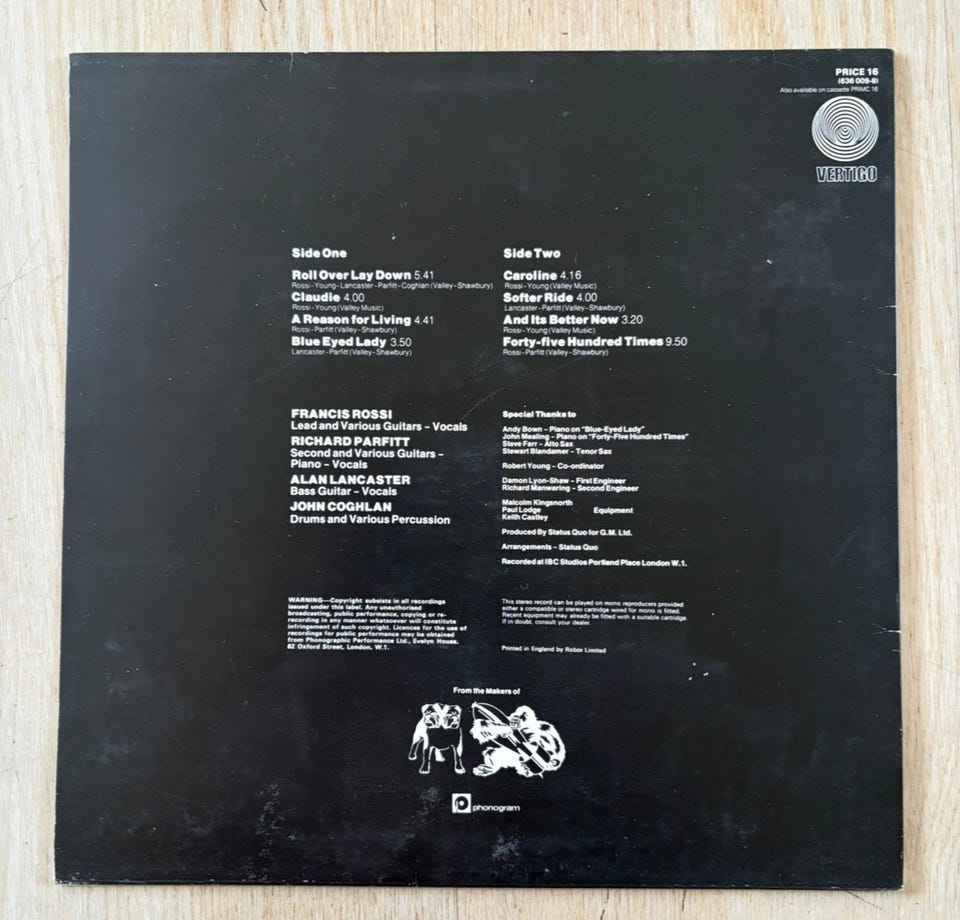 PRICE 16
(636 009-8)
Also available on cassette PRIMC 16
VERTIGO
Side One
Roll Over Lay Down 5.41
Rossi - Young - Lancaster - Parfitt - Coghlan (Valley - Shawbury)
Claudie 4.00
Rossi - Young (Valley Music)
A Reason for Living 4.41
Rossi - Parfitt (Valley - Shawbury)
Blue Eyed Lady 3.50
Lancaster - Parfitt (Valley - Shawbury)
Side Two
Caroline 4.16
Rossi - Young (Valley Music)
Softer Ride 4.00
Lancaster - Parfitt (Valley - Shawbury)
And Its Better Now 3.20
Rossi - Young (Valley Music)
Forty-five Hundred Times 9.50
Rossi - Parfitt (Valley - Shawbury)
FRANCIS ROSSI
Lead and Various Guitars – Vocals
RICHARD PARFITT
Second and Various Guitars –
Piano – Vocals
ALAN LANCASTER
Bass Guitar – Vocals
JOHN COGHLAN
Drums and Various Percussion
Special Thanks to
Andy Bown – Piano on "Blue-Eyed Lady"
John Mealing – Piano on "Forty-Five Hundred Times"
Steve Farr – Alto Sax
Stewart Blandamer – Tenor Sax
Robert Young – Co-ordinator
Damon Lyon-Shaw – First Engineer
Richard Manwaring – Second Engineer
Malcolm Kingsnorth
Paul Lodge Equipment
Keith Castley
Produced By Status Quo for G.M. Ltd.
Arrangements – Status Quo
Recorded at IBC Studios Portland Place London W.1.
WARNING—Copyright subsists in all recordings
issued under this label. Any unauthorised
broadcasting, public performance, copying or re-
recording in any manner whatsoever will constitute
infringement of such copyright. Licences for the use of
recordings for public performance may be obtained
from Phonographic Performance Ltd., Evelyn House,
62 Oxford Street, London, W.1.
This stereo record can be played on mono reproducers provided
either a compatible or stereo cartridge wired for mono is fitted.
Recent equipment may already be fitted with a suitable cartridge.
If in doubt, consult your dealer.
Printed in England by Robor Limited
From the Makers of
phonogram